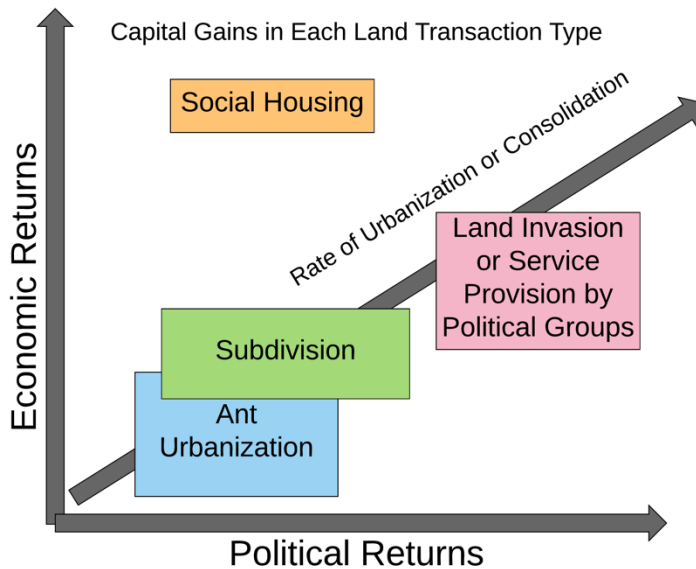 Capital Gains in Each Land Transaction Type
Social Housing
Rate of Urbanization or Consolidation
Land Invasion
or Service
Provision by
Political Groups
Subdivision
Ant
Urbanization
Economic Returns
Political Returns